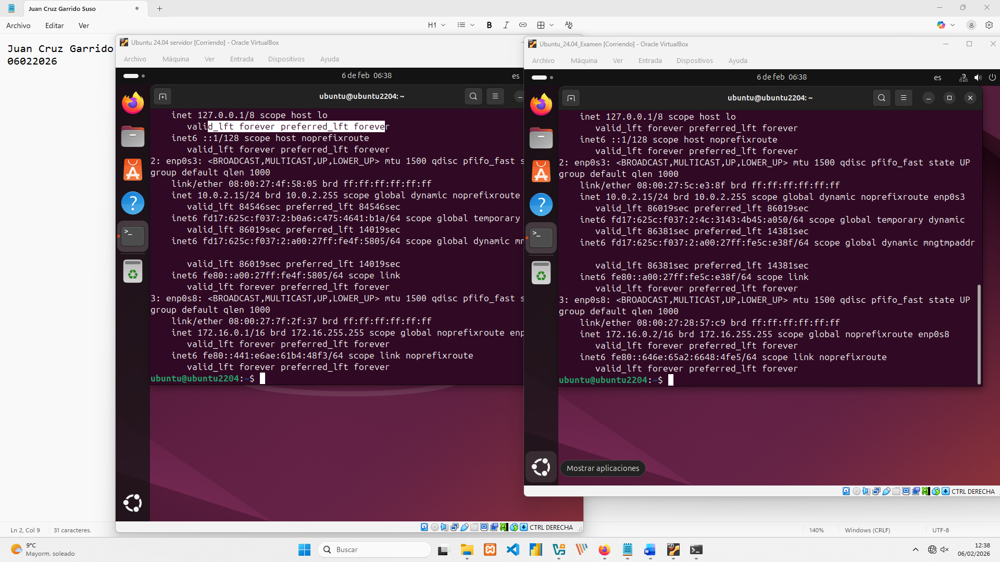 Juan Cruz Garrido Suso
Archivo Editar Ver
H1
Juan Cruz Garrido
06022026
Ubuntu 24.04 servidor [Corriendo] - Oracle VirtualBox
Archivo Máquina Ver Entrada Dispositivos Ayuda
6 de feb 06:38
es
ubuntu@ubuntu2204: ~
inet 127.0.0.1/8 scope host lo
valid_lft forever preferred_lft forever
inet6 ::1/128 scope host noprefixroute
valid_lft forever preferred_lft forever
2: enp0s3: <BROADCAST,MULTICAST,UP,LOWER_UP> mtu 1500 qdisc pfifo_fast s
group default qlen 1000
link/ether 08:00:27:4f:58:05 brd ff:ff:ff:ff:ff:ff
inet 10.0.2.15/24 brd 10.0.2.255 scope global dynamic noprefixroute
valid_lft 84546sec preferred_lft 84546sec
inet6 fd17:625c:f037:2:b0a6:c475:4641:b1a/64 scope global temporary
valid_lft 86019sec preferred_lft 14019sec
inet6 fd17:625c:f037:2:a00:27ff:fe4f:5805/64 scope global dynamic mn
valid_lft 86019sec preferred_lft 14019sec
inet6 fe80::a00:27ff:fe4f:5805/64 scope link
valid_lft forever preferred_lft forever
3: enp0s8: <BROADCAST,MULTICAST,UP,LOWER_UP> mtu 1500 qdisc pfifo_fast s
group default qlen 1000
link/ether 08:00:27:7f:2f:37 brd ff:ff:ff:ff:ff:ff
inet 172.16.0.1/16 brd 172.16.255.255 scope global noprefixroute enp
valid_lft forever preferred_lft forever
inet6 fe80::441:e6ae:61b4:48f3/64 scope link noprefixroute
valid_lft forever preferred_lft forever
ubuntu@ubuntu2204:~$
CTRL DERECHA
Ubuntu_24.04_Examen [Corriendo] - Oracle VirtualBox
Archivo Máquina Ver Entrada Dispositivos Ayuda
6 de feb 06:38
es
ubuntu@ubuntu2204: ~
inet 127.0.0.1/8 scope host lo
valid_lft forever preferred_lft forever
inet6 ::1/128 scope host noprefixroute
valid_lft forever preferred_lft forever
2: enp0s3: <BROADCAST,MULTICAST,UP,LOWER_UP> mtu 1500 qdisc pfifo_fast state UP
group default qlen 1000
link/ether 08:00:27:5c:e3:8f brd ff:ff:ff:ff:ff:ff
inet 10.0.2.15/24 brd 10.0.2.255 scope global dynamic noprefixroute enp0s3
valid_lft 86019sec preferred_lft 86019sec
inet6 fd17:625c:f037:2:4c:3143:4b45:a050/64 scope global temporary dynamic
valid_lft 86381sec preferred_lft 14381sec
inet6 fd17:625c:f037:2:a00:27ff:fe5c:e38f/64 scope global dynamic mngtmpaddr
valid_lft 86381sec preferred_lft 14381sec
inet6 fe80::a00:27ff:fe5c:e38f/64 scope link
valid_lft forever preferred_lft forever
3: enp0s8: <BROADCAST,MULTICAST,UP,LOWER_UP> mtu 1500 qdisc pfifo_fast state UP
group default qlen 1000
link/ether 08:00:27:28:57:c9 brd ff:ff:ff:ff:ff:ff
inet 172.16.0.2/16 brd 172.16.255.255 scope global noprefixroute enp0s8
valid_lft forever preferred_lft forever
inet6 fe80::646e:65a2:6648:4fe5/64 scope link noprefixroute
valid_lft forever preferred_lft forever
ubuntu@ubuntu2204:~$
Mostrar aplicaciones
CTRL DERECHA
Ln 2, Col 9 31 caracteres. 140% Windows (CRLF) UTF-8
9°C
Mayorm. soleado
Buscar
12:38
06/02/2026